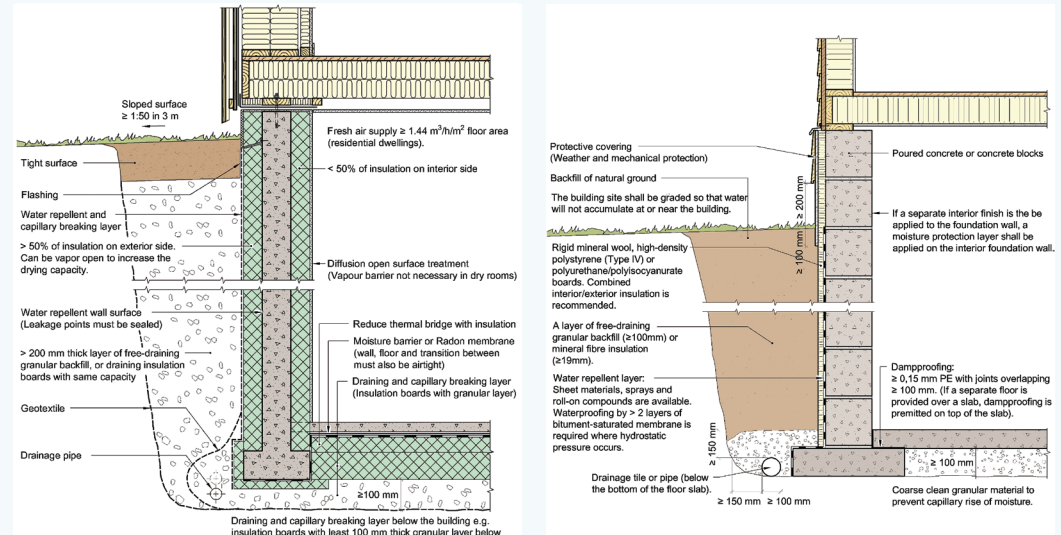 Sloped surface
≥ 1:50 in 3 m
Tight surface
Flashing
Water repellent and
capillary breaking layer
> 50% of insulation on exterior side.
Can be vapor open to increase the
drying capacity.
Water repellent wall surface
(Leakage points must be sealed)
> 200 mm thick layer of free-draining
granular backfill, or draining insulation
boards with same capacity
Geotextile
Drainage pipe
Fresh air supply ≥ 1.44 m³/h/m² floor area
(residential dwellings).
< 50% of insulation on interior side
Diffusion open surface treatment
(Vapour barrier not necessary in dry rooms)
Reduce thermal bridge with insulation
Moisture barrier or Radon membrane
(wall, floor and transition between
must also be airtight)
Draining and capillary breaking layer
(Insulation boards with granular layer)
≥100 mm
Draining and capillary breaking layer below the building e.g.
insulation boards with least 100 mm thick granular layer below
Protective covering
(Weather and mechanical protection)
Backfill of natural ground
The building site shall be graded so that water
will not accumulate at or near the building.
≥ 200 mm
≥ 100 mm
Rigid mineral wool, high-density
polystyrene (Type IV) or
polyurethane/polyisocyanurate
boards. Combined
interior/exterior insulation is
recommended.
A layer of free-draining
granular backfill (≥100mm) or
mineral fibre insulation
(≥19mm).
Water repellent layer:
Sheet materials, sprays and
roll-on compounds are available.
Waterproofing by > 2 layers of
bitument-saturated membrane is
required where hydrostatic
pressure occurs.
≥ 150 mm
Drainage tile or pipe (below
the bottom of the floor slab).
≥ 150 mm ≥ 100 mm
Poured concrete or concrete blocks
If a separate interior finish is the be
applied to the foundation wall, a
moisture protection layer shall be
applied on the interior foundation wall.
Dampproofing:
≥ 0,15 mm PE with joints overlapping
≥ 100 mm. (If a separate floor is
provided over a slab, dampproofing is
premitted on top of the slab).
≥ 100 mm
Coarse clean granular material to
prevent capillary rise of moisture.